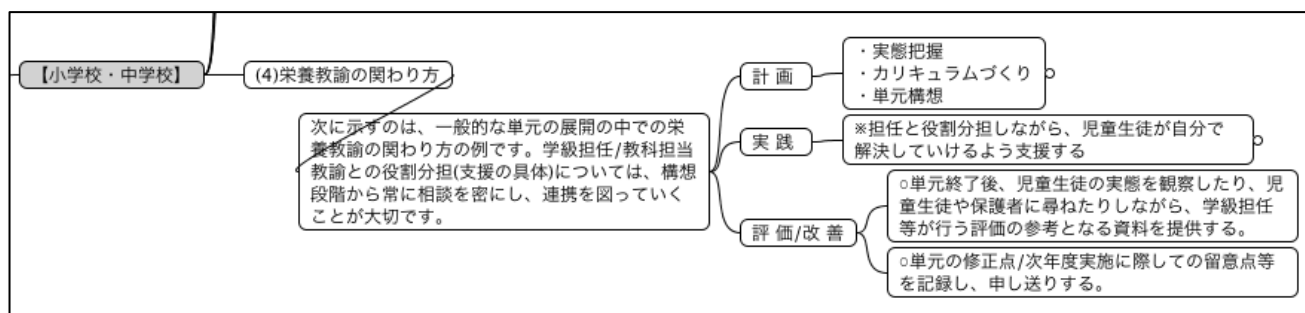 【小学校・中学校】
(4)栄養教諭の関わり方
次に示すのは、一般的な単元の展開の中での栄
養教諭の関わり方の例です。学級担任/教科担当
教諭との役割分担(支援の具体)については、構想
段階から常に相談を密にし、連携を図っていく
ことが大切です。
計 画
・実態把握
・カリキュラムづくり
・単元構想
実 践
※担任と役割分担しながら、児童生徒が自分で
解決していけるよう支援する
評 価/改 善
○単元終了後、児童生徒の実態を観察したり、児
童生徒や保護者に尋ねたりしながら、学級担任
等が行う評価の参考となる資料を提供する。
○単元の修正点/次年度実施に際しての留意点等
を記録し、申し送りする。